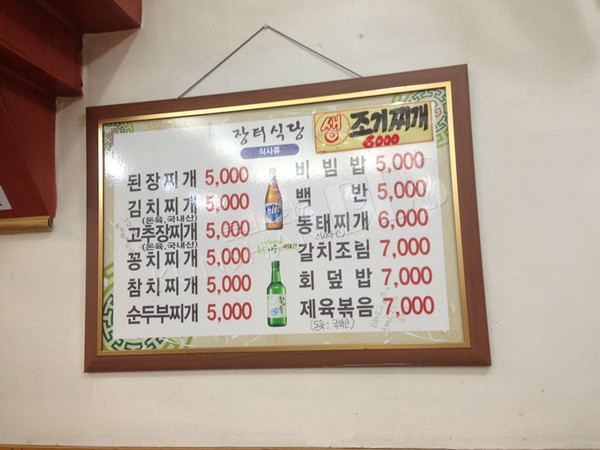 장터식당
식사류
생 조기찌개
6000
된장찌개 5,000
김치찌개 5,000
(돈육,국내산)
고추장찌개 5,000
(돈육,국내산)
꽁치찌개 5,000
참치찌개 5,000
순두부찌개 5,000
비빔밥 5,000
백반 5,000
동태찌개 6,000
갈치조림 7,000
회덮밥 7,000
제육볶음 7,000
(돈육:국내산)